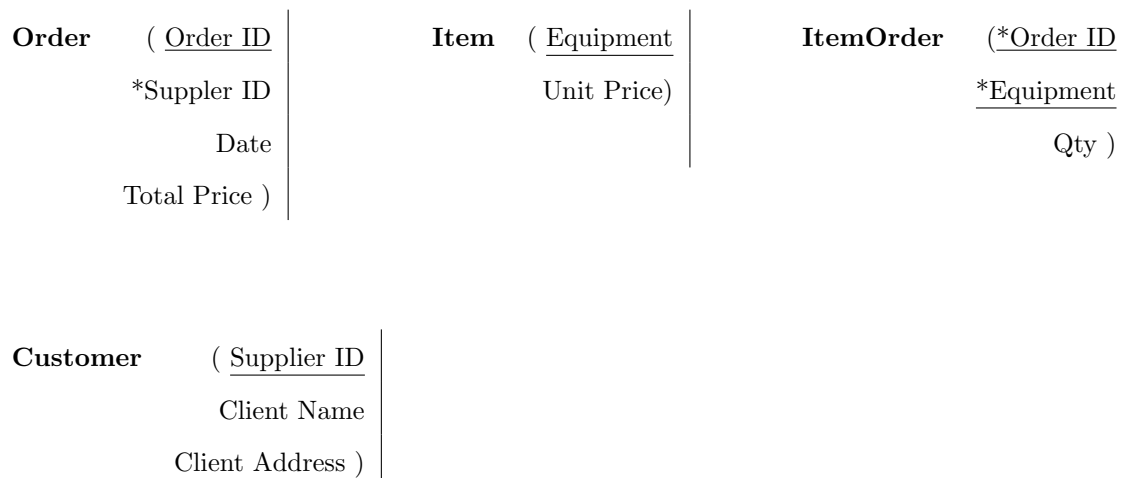 Order ( Order ID Item ( Equipment ItemOrder (*Order ID
*Suppler ID Unit Price) *Equipment
Date Qty )
Total Price )
Customer ( Supplier ID
Client Name
Client Address )